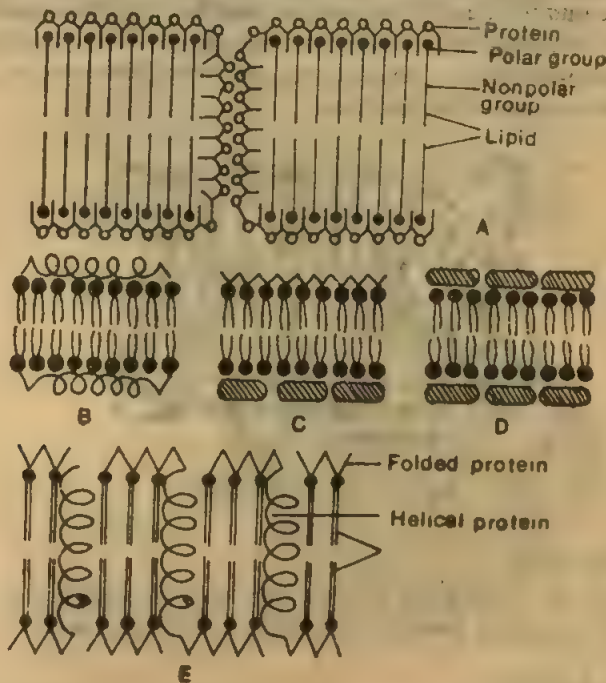 Protein
Polar group
Nonpolar
group
Lipid
A
B
C
D
Folded protein
Helical protein
E